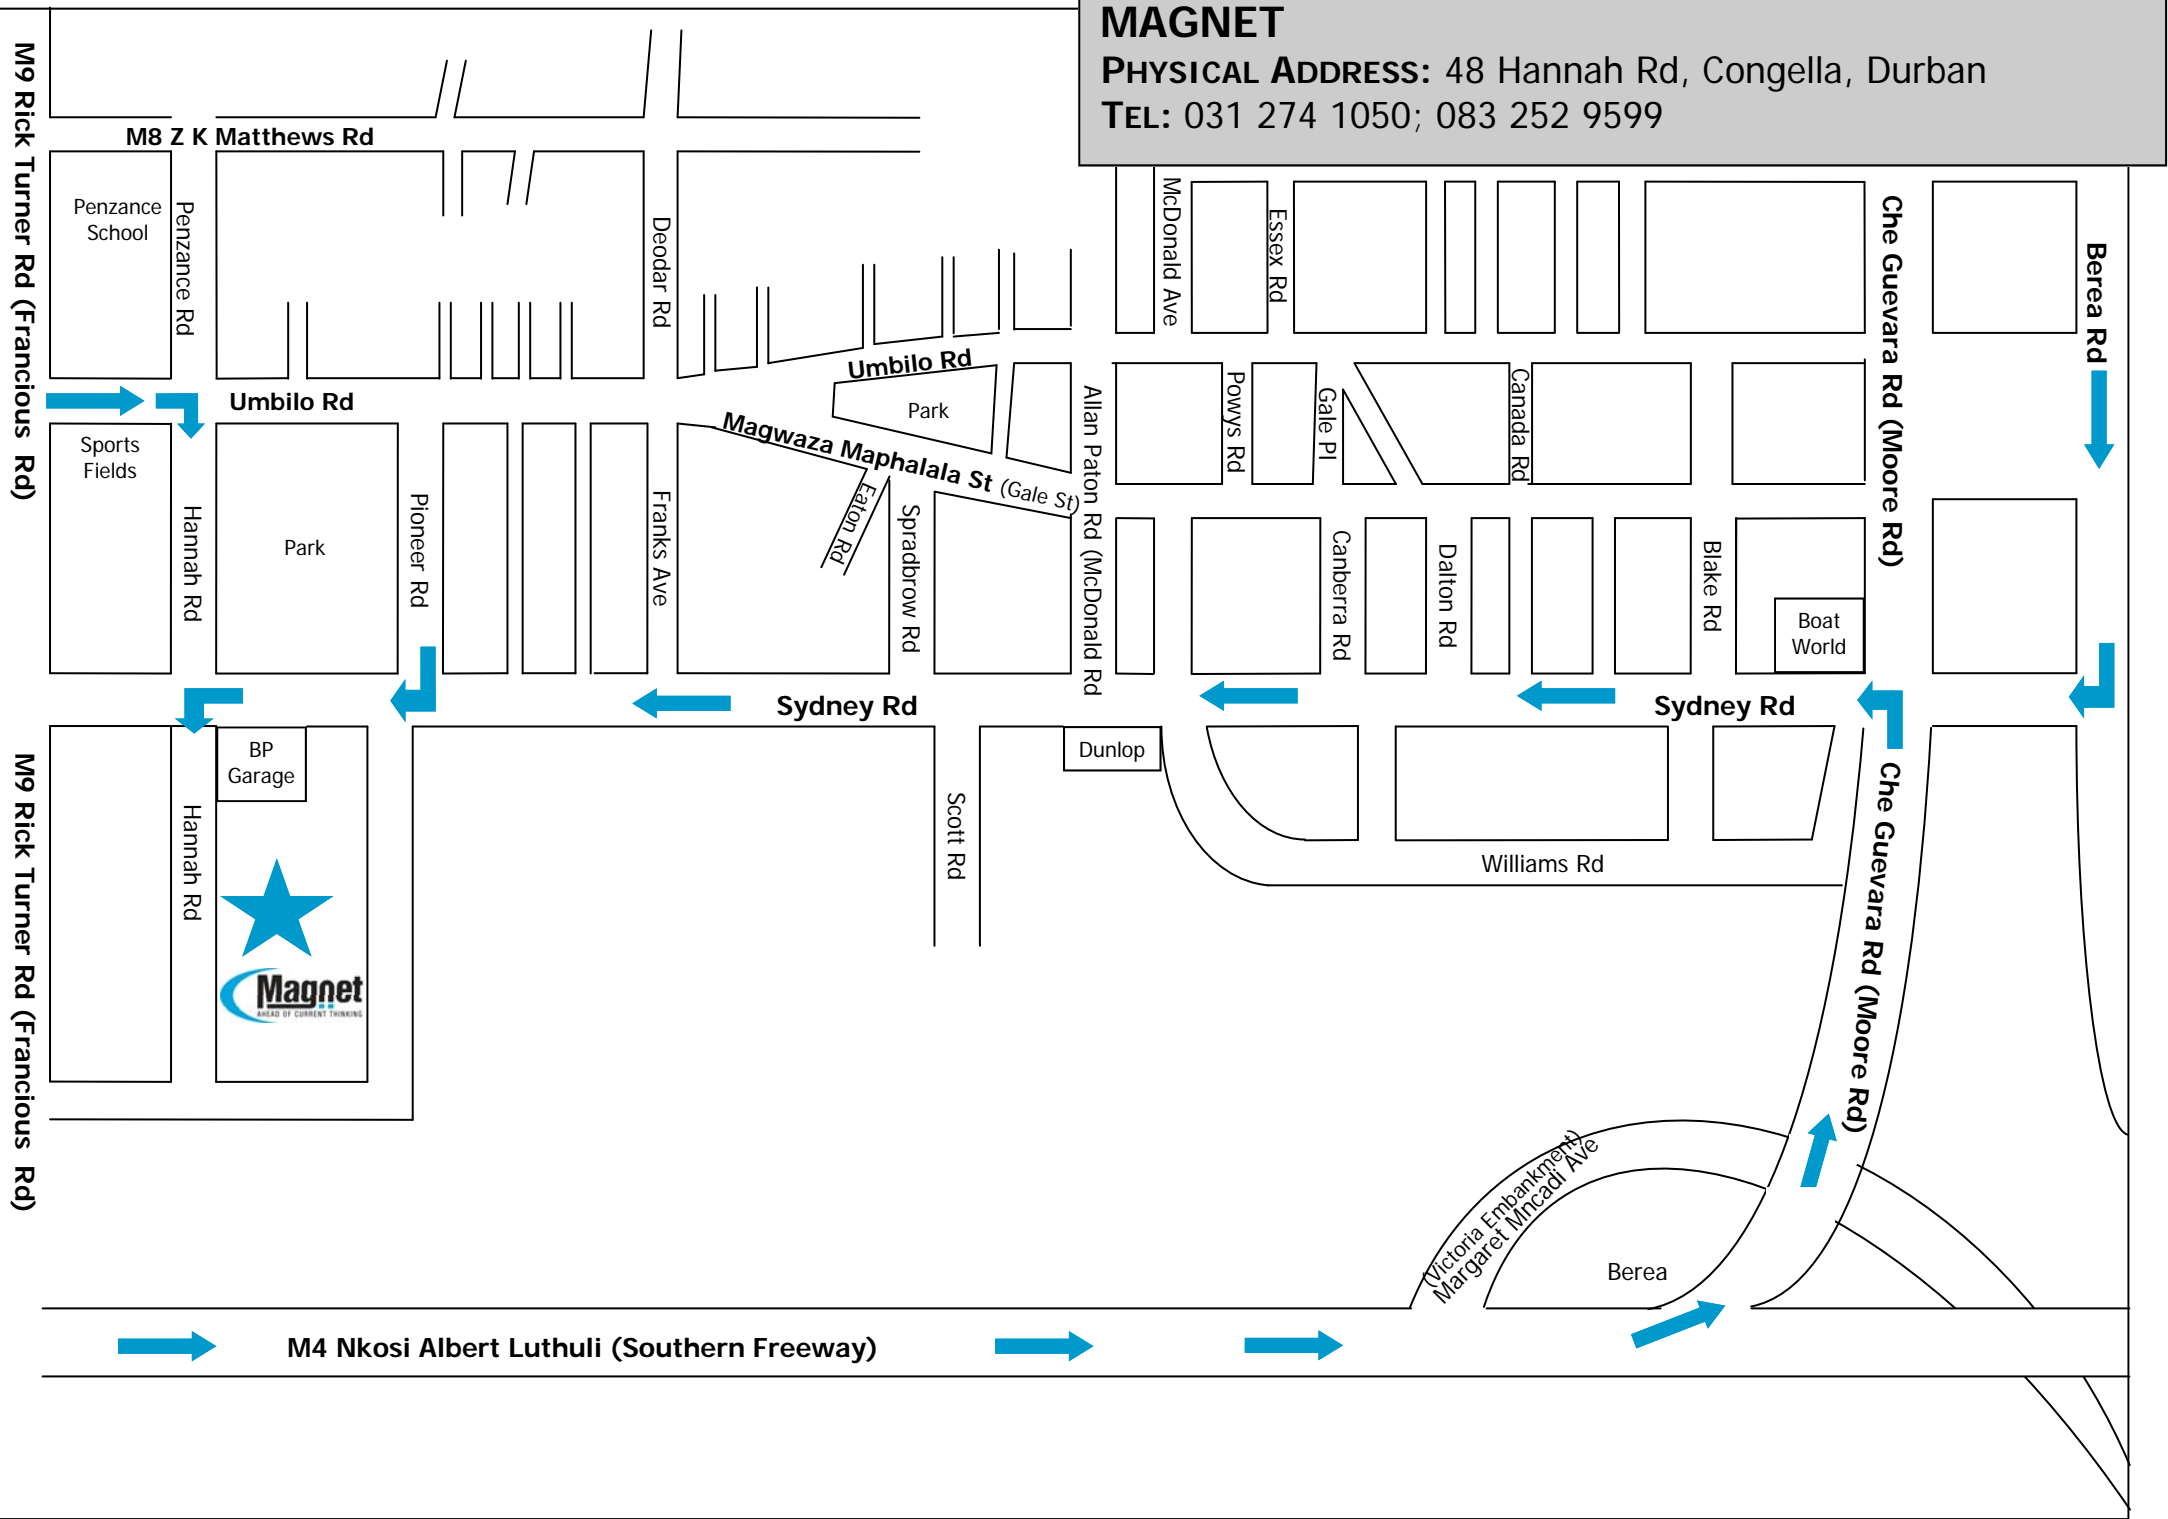 MAGNET
PHYSICAL ADDRESS: 48 Hannah Rd, Congella, Durban
TEL: 031 274 1050; 083 252 9599
M9 Rick Turner Rd (Francious Rd)
M8 Z K Matthews Rd
Penzance
School
Penzance Rd
Deodar Rd
McDonald Ave
Essex Rd
Che Guevara Rd (Moore Rd)
Berea Rd
Umbilo Rd
Umbilo Rd
Park
Magwaza Maphalala St (Gale St)
Allan Paton Rd (McDonald Rd
Powys Rd
Gale Pl
Canada Rd
Sports
Fields
Hannah Rd
Park
Pioneer Rd
Franks Ave
Eaton Rd
Spradbrow Rd
Canberra Rd
Dalton Rd
Blake Rd
Boat
World
Sydney Rd
Sydney Rd
M9 Rick Turner Rd (Francious Rd)
BP
Garage
Hannah Rd
Scott Rd
Dunlop
Williams Rd
Che Guevara Rd (Moore Rd)
Magnet
AHEAD OF CURRENT THINKING
(Victoria Embankment)
Margaret Mncadi Ave
Berea
M4 Nkosi Albert Luthuli (Southern Freeway)